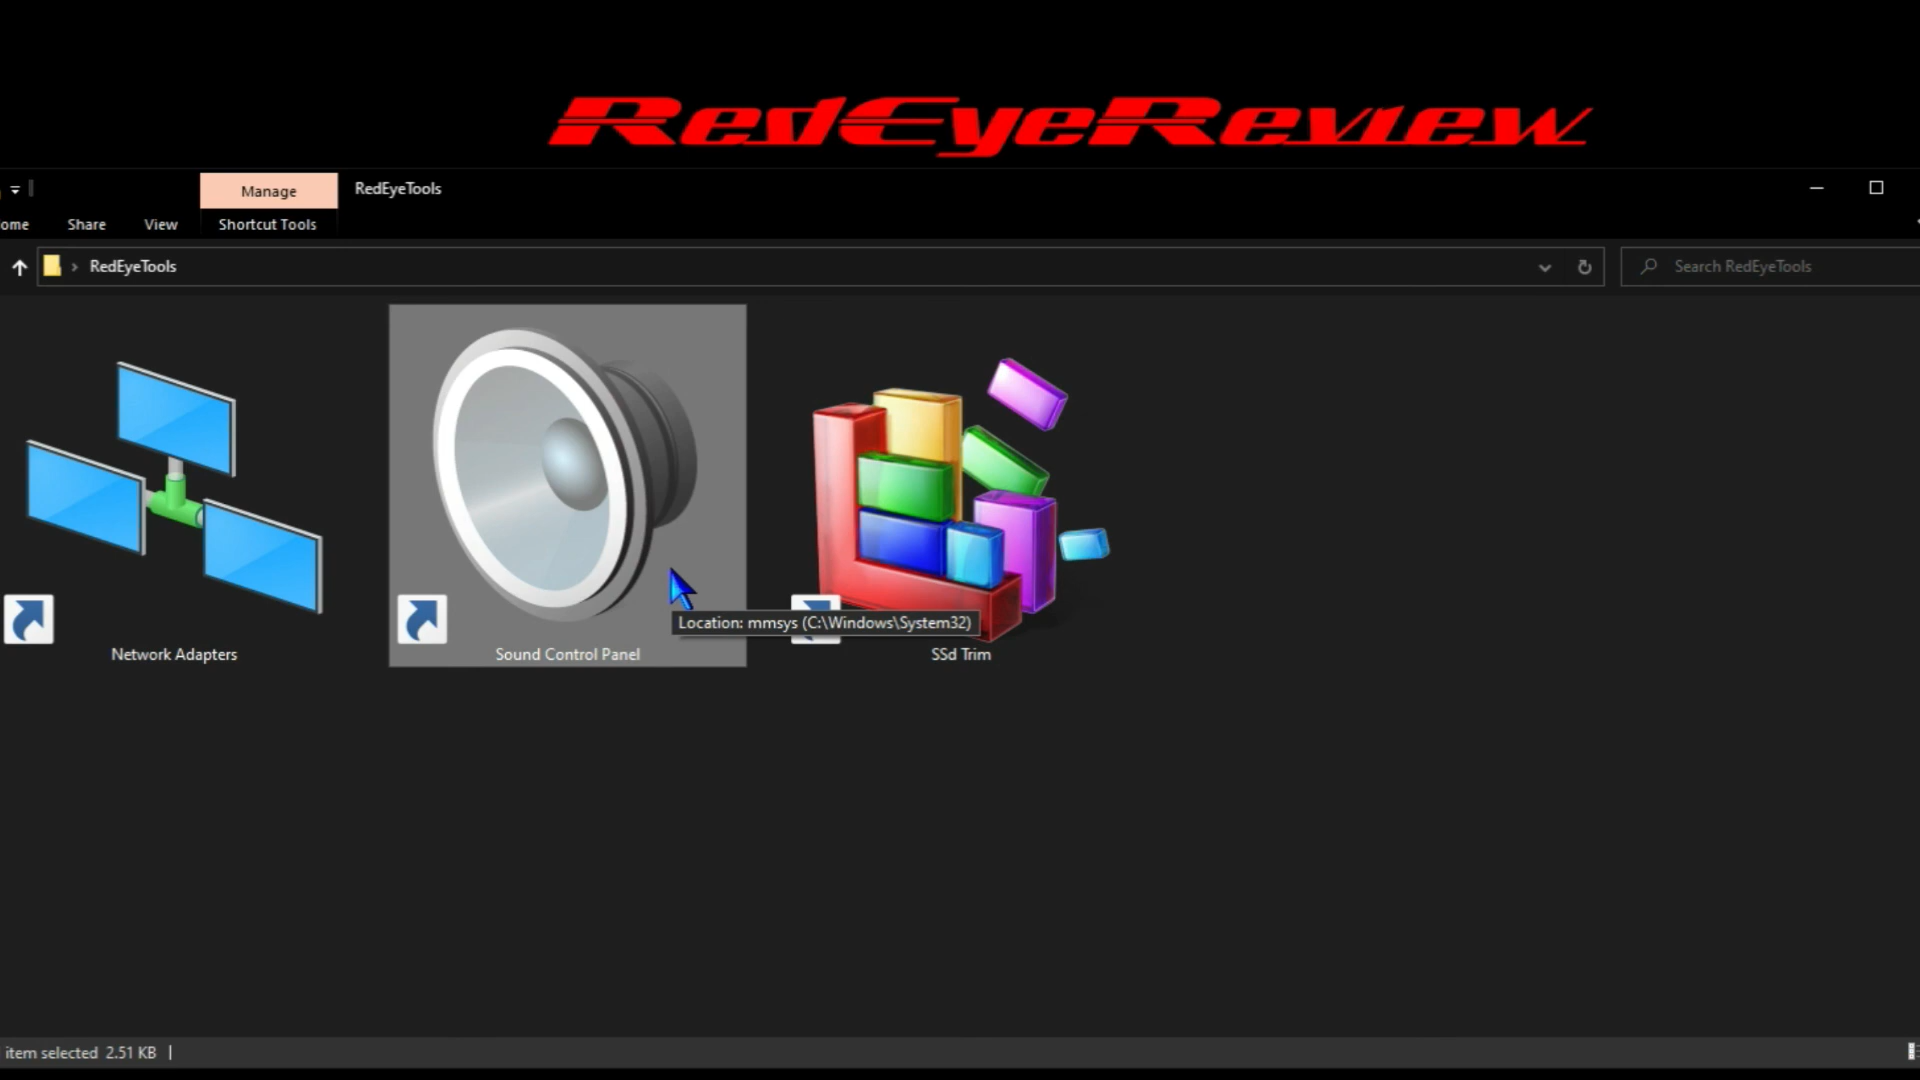 RedEyeReview
Manage
RedEyeTools
ome
Share
View
Shortcut Tools
RedEyeTools
Search RedEyeTools
Location: mmsys (C:\Windows\System32)
Network Adapters
Sound Control Panel
SSd Trim
item selected 2.51 KB